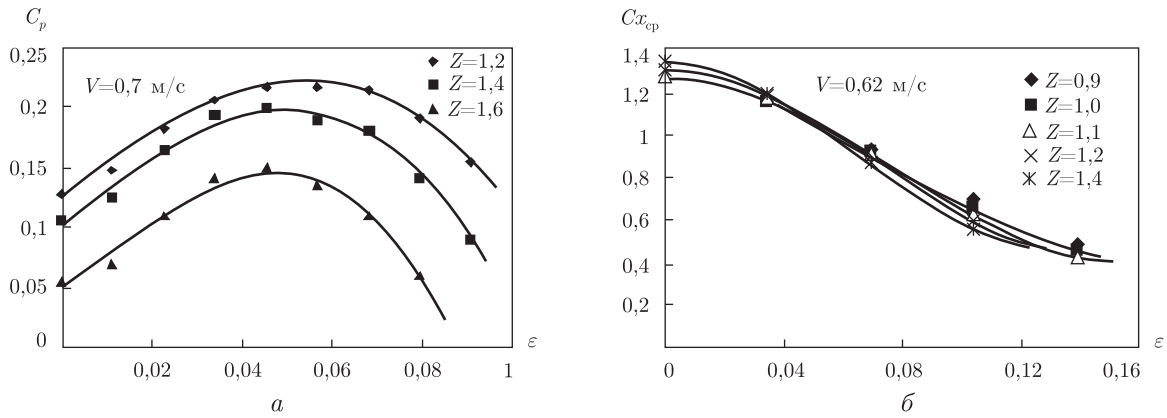 C_p
0,25
0,2
0,15
0,1
0,05
0
0,02
0,04
0,06
0,08
1
ε
V=0,7 м/с
Z=1,2
Z=1,4
Z=1,6
а
Cx_ср
1,4
1,2
1
0,8
0,6
0,4
0,2
0
0,04
0,08
0,12
0,16
ε
V=0,62 м/с
Z=0,9
Z=1,0
Z=1,1
Z=1,2
Z=1,4
б